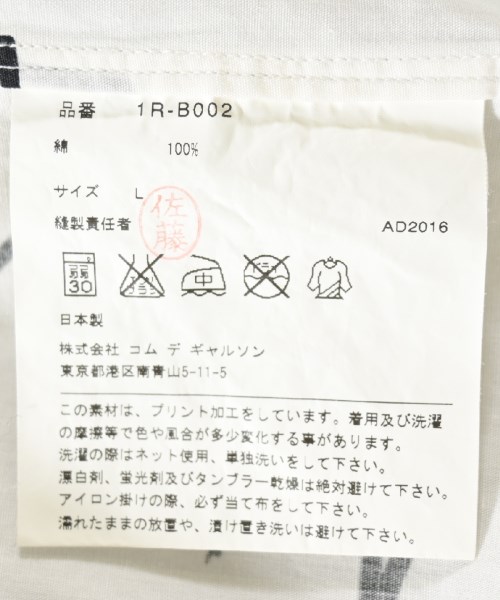 品番 1R-B002
綿 100%
サイズ L
縫製責任者 佐藤 AD2016
30 エンソサラシ 中 ドライ
日本製
株式会社 コム デ ギャルソン
東京都港区南青山5-11-5
この素材は、プリント加工をしています。着用及び洗濯
の摩擦等で色や風合が多少変化する事があります。
洗濯の際はネット使用、単独洗いをして下さい。
漂白剤、蛍光剤及びタンブラー乾燥は絶対避けて下さい。
アイロン掛けの際、必ず当て布をして下さい。
濡れたままの放置や、漬け置き洗いは避けて下さい。